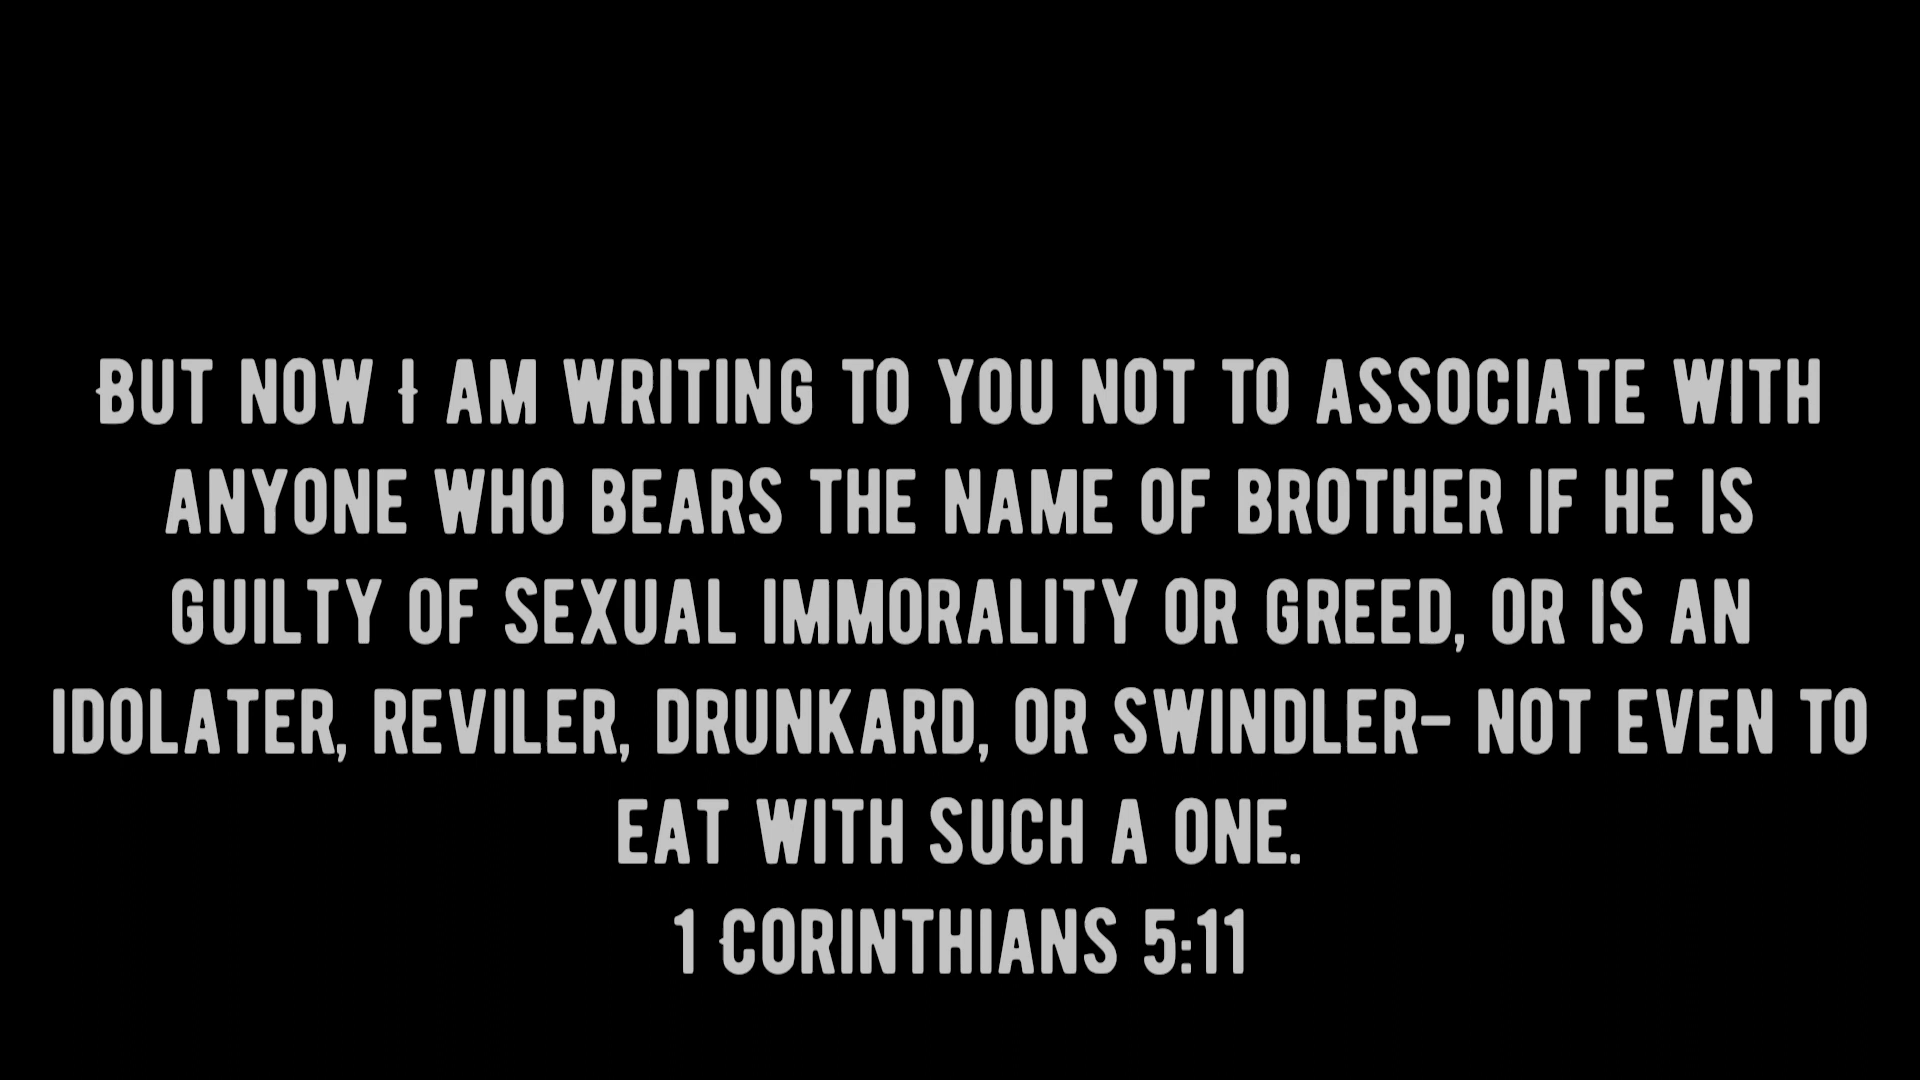 But now I am writing to you not to associate with
anyone who bears the name of brother if he is
guilty of sexual immorality or greed, or is an
idolater, reviler, drunkard, or swindler- not even to
eat with such a one.
1 Corinthians 5:11